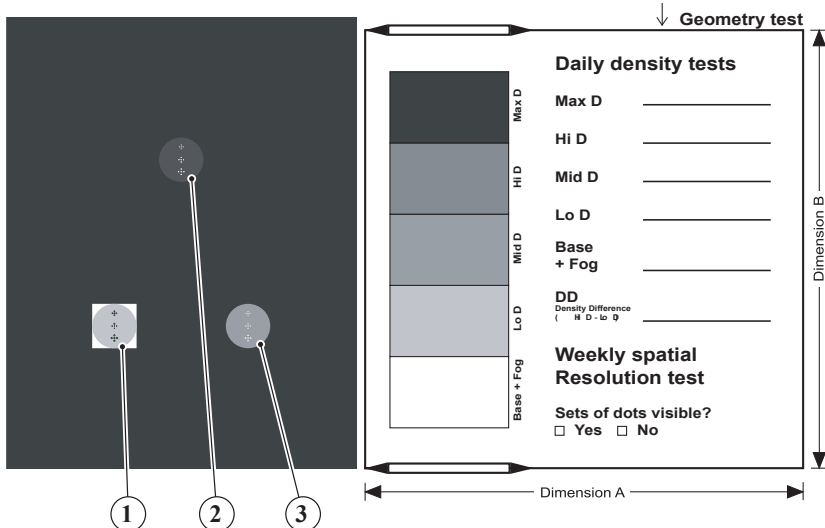 Geometry test
Daily density tests
Max D
Hi D
Mid D
Lo D
Base
+ Fog
DD
Density Difference
( Hi D - Lo D)
Weekly spatial
Resolution test
Sets of dots visible?
□ Yes □ No
Max D
Hi D
Mid D
Lo D
Base + Fog
Dimension B
Dimension A
1 2 3